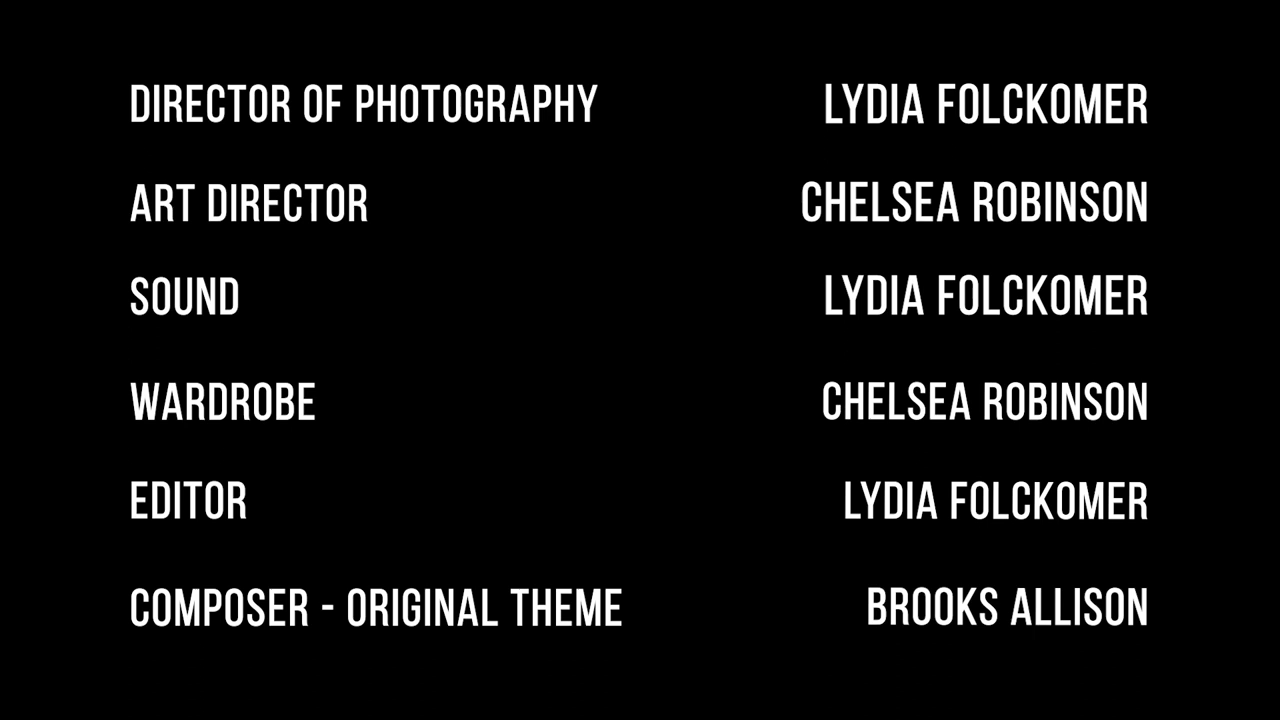 DIRECTOR OF PHOTOGRAPHY LYDIA FOLCKOMER
ART DIRECTOR CHELSEA ROBINSON
SOUND LYDIA FOLCKOMER
WARDROBE CHELSEA ROBINSON
EDITOR LYDIA FOLCKOMER
COMPOSER - ORIGINAL THEME BROOKS ALLISON